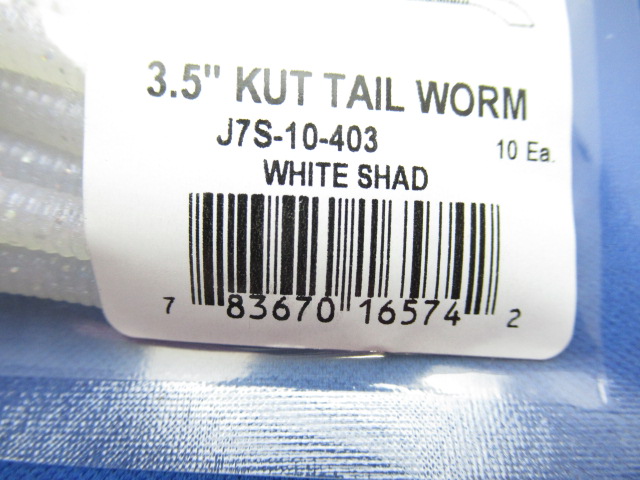 3.5" KUT TAIL WORM
J7S-10-403
10 Ea.
WHITE SHAD
7 83670 16574 2